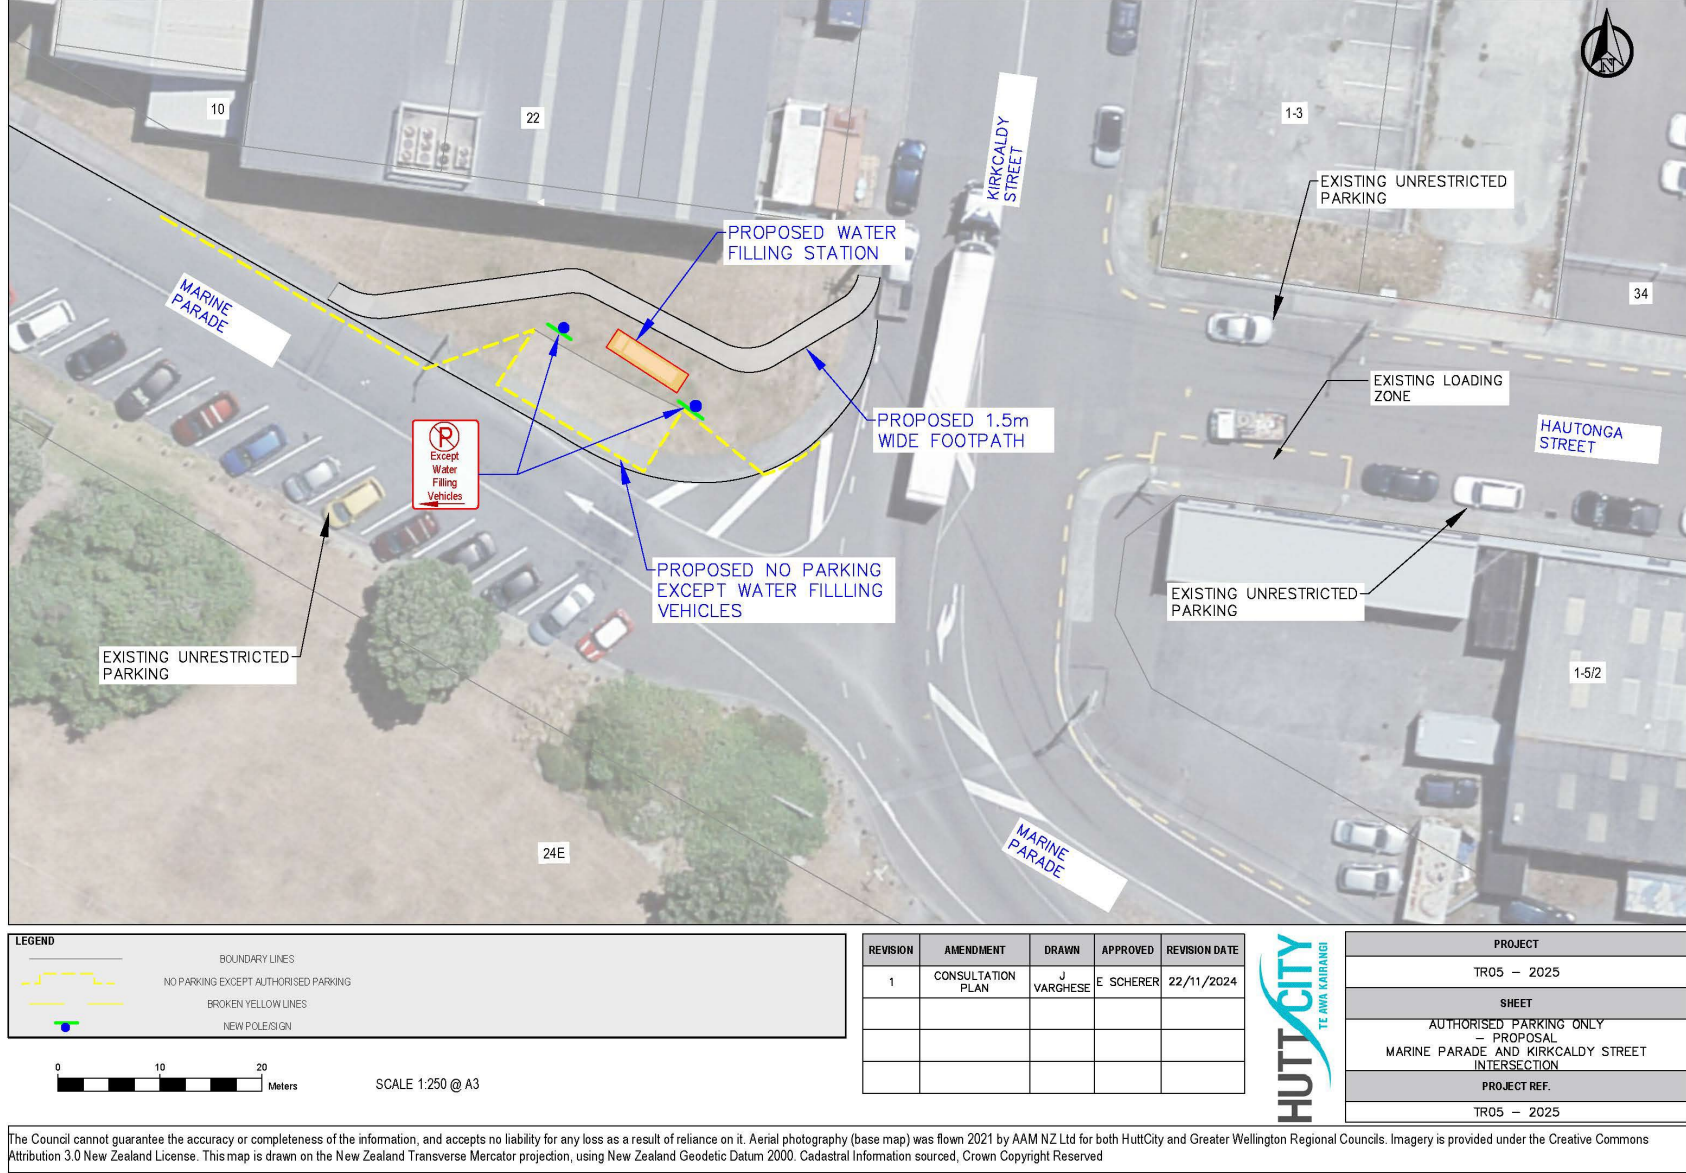 10
22
1-3
34
N
KIRKCALDY
STREET
EXISTING UNRESTRICTED
PARKING
PROPOSED WATER
FILLING STATION
MARINE
PARADE
EXISTING LOADING
ZONE
PROPOSED 1.5m
WIDE FOOTPATH
HAUTONGA
STREET
P
Except
Water
Filling
Vehicles
PROPOSED NO PARKING
EXCEPT WATER FILLLING
VEHICLES
EXISTING UNRESTRICTED
PARKING
EXISTING UNRESTRICTED
PARKING
1-5/2
24E
MARINE
PARADE
LEGEND
BOUNDARY LINES
NO PARKING EXCEPT AUTHORISED PARKING
BROKEN YELLOW LINES
NEW POLE/SIGN
0 10 20
Meters
SCALE 1:250 @ A3
REVISION AMENDMENT DRAWN APPROVED REVISION DATE
1 CONSULTATION PLAN J VARGHESE E SCHERER 22/11/2024
HUTT CITY
TE AWA KAIRANGI
PROJECT
TR05 - 2025
SHEET
AUTHORISED PARKING ONLY
- PROPOSAL
MARINE PARADE AND KIRKCALDY STREET
INTERSECTION
PROJECT REF.
TR05 - 2025
The Council cannot guarantee the accuracy or completeness of the information, and accepts no liability for any loss as a result of reliance on it. Aerial photography (base map) was flown 2021 by AAM NZ Ltd for both HuttCity and Greater Wellington Regional Councils. Imagery is provided under the Creative Commons
Attribution 3.0 New Zealand License. This map is drawn on the New Zealand Transverse Mercator projection, using New Zealand Geodetic Datum 2000. Cadastral Information sourced, Crown Copyright Reserved